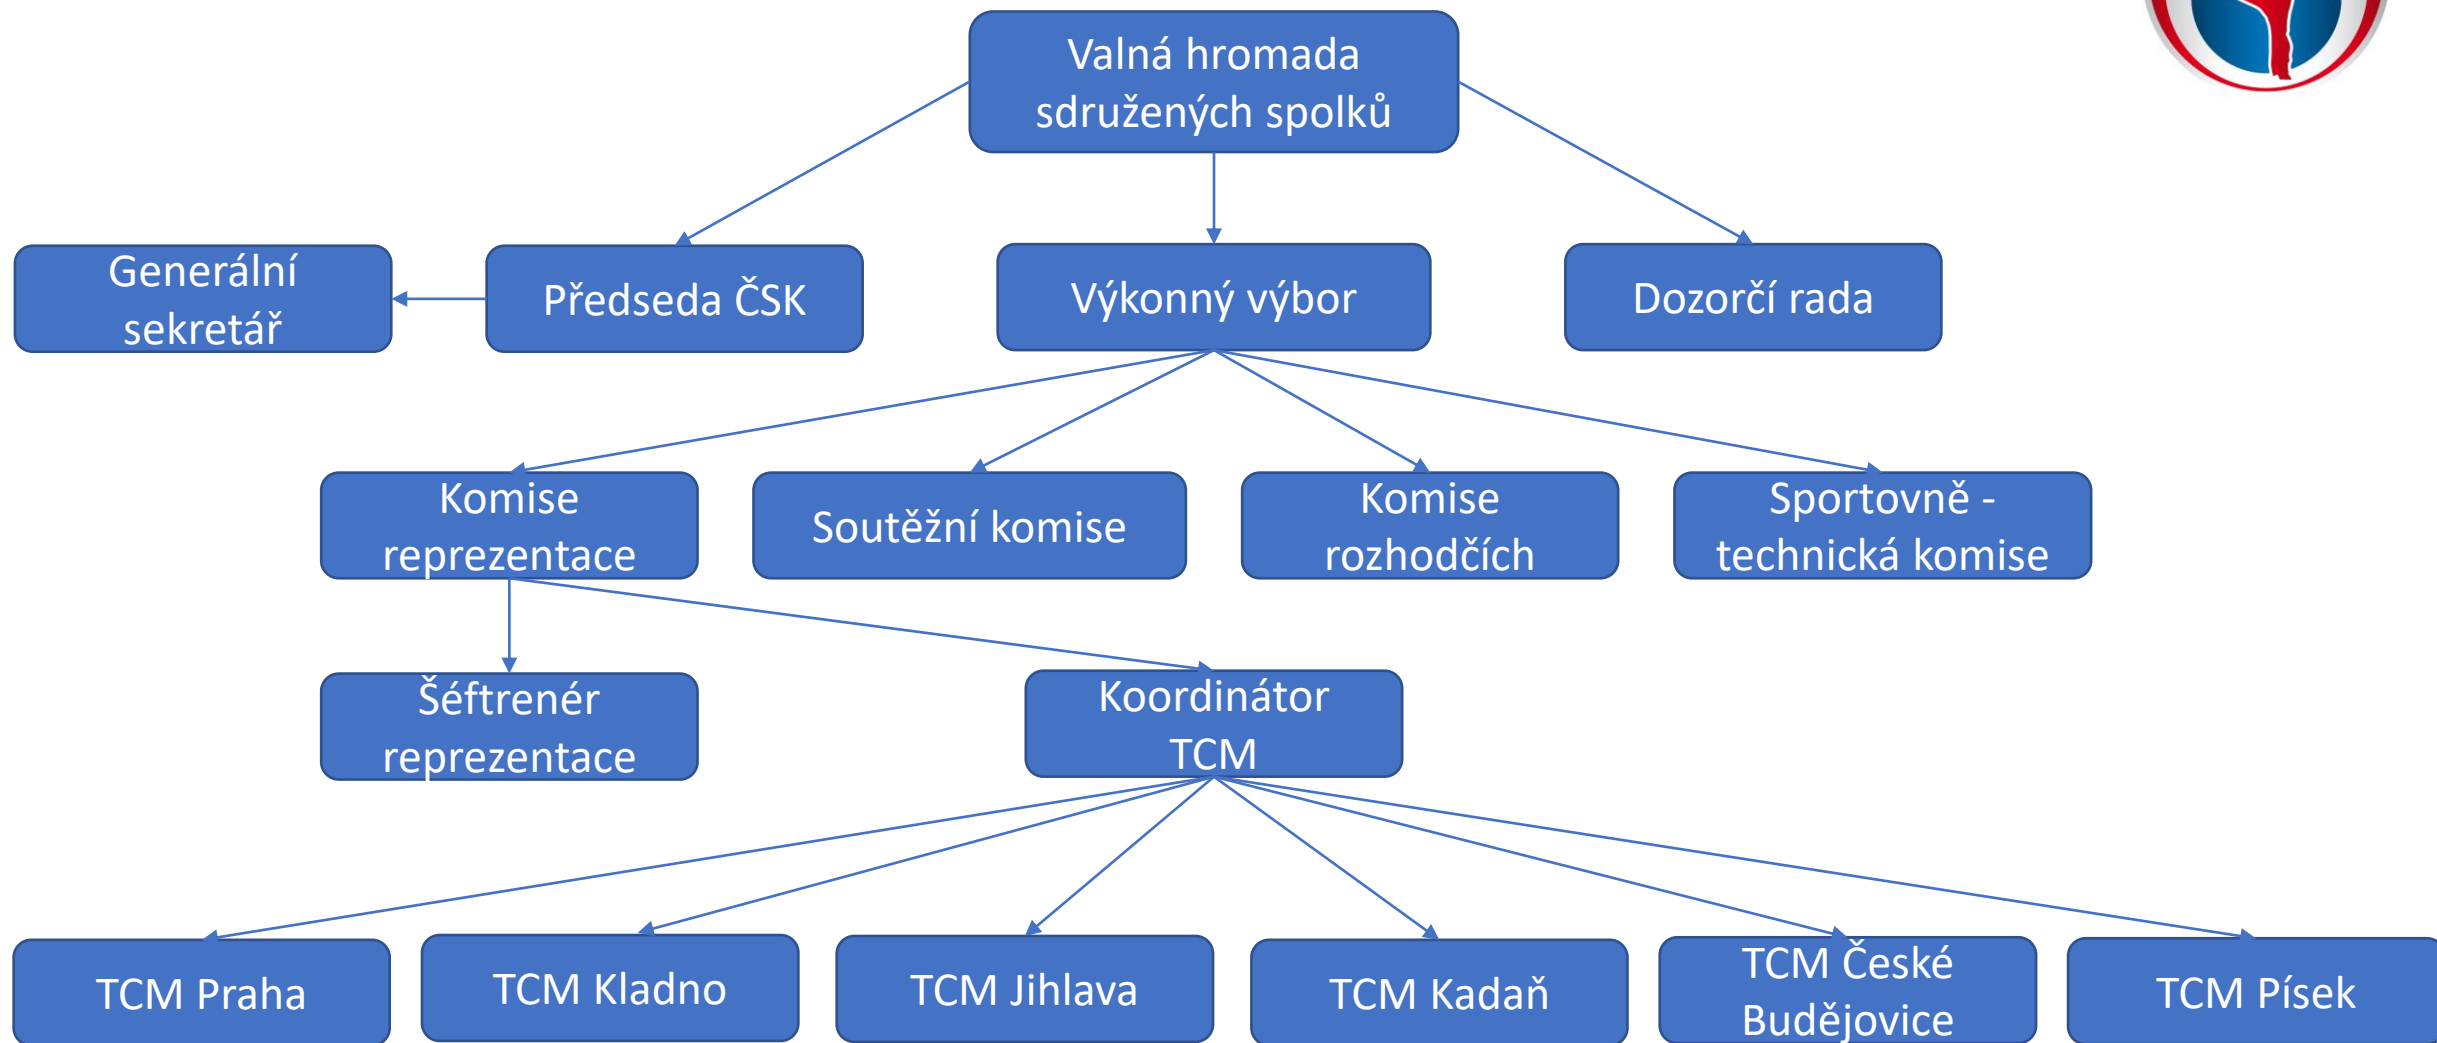 Valná hromada
sdružených spolků
Generální
sekretář
Předseda ČSK
Výkonný výbor
Dozorčí rada
Komise
reprezentace
Soutěžní komise
Komise
rozhodčích
Sportovně -
technická komise
Šéftrenér
reprezentace
Koordinátor
TCM
TCM Praha
TCM Kladno
TCM Jihlava
TCM Kadaň
TCM České
Budějovice
TCM Písek